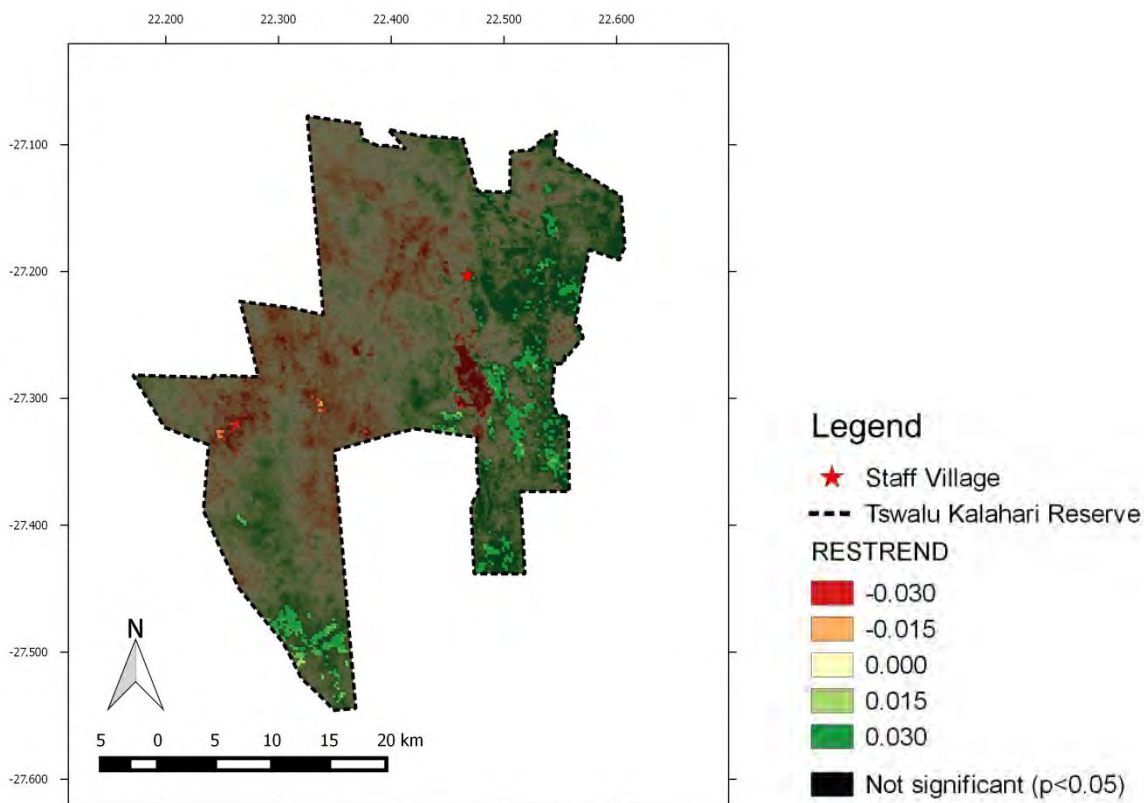 22.200 22.300 22.400 22.500 22.600
-27.100
-27.200
-27.300
-27.400
-27.500
-27.600
N
5 0 5 10 15 20 km
Legend
Staff Village
Tswalu Kalahari Reserve
RESTREND
-0.030
-0.015
0.000
0.015
0.030
Not significant (p<0.05)